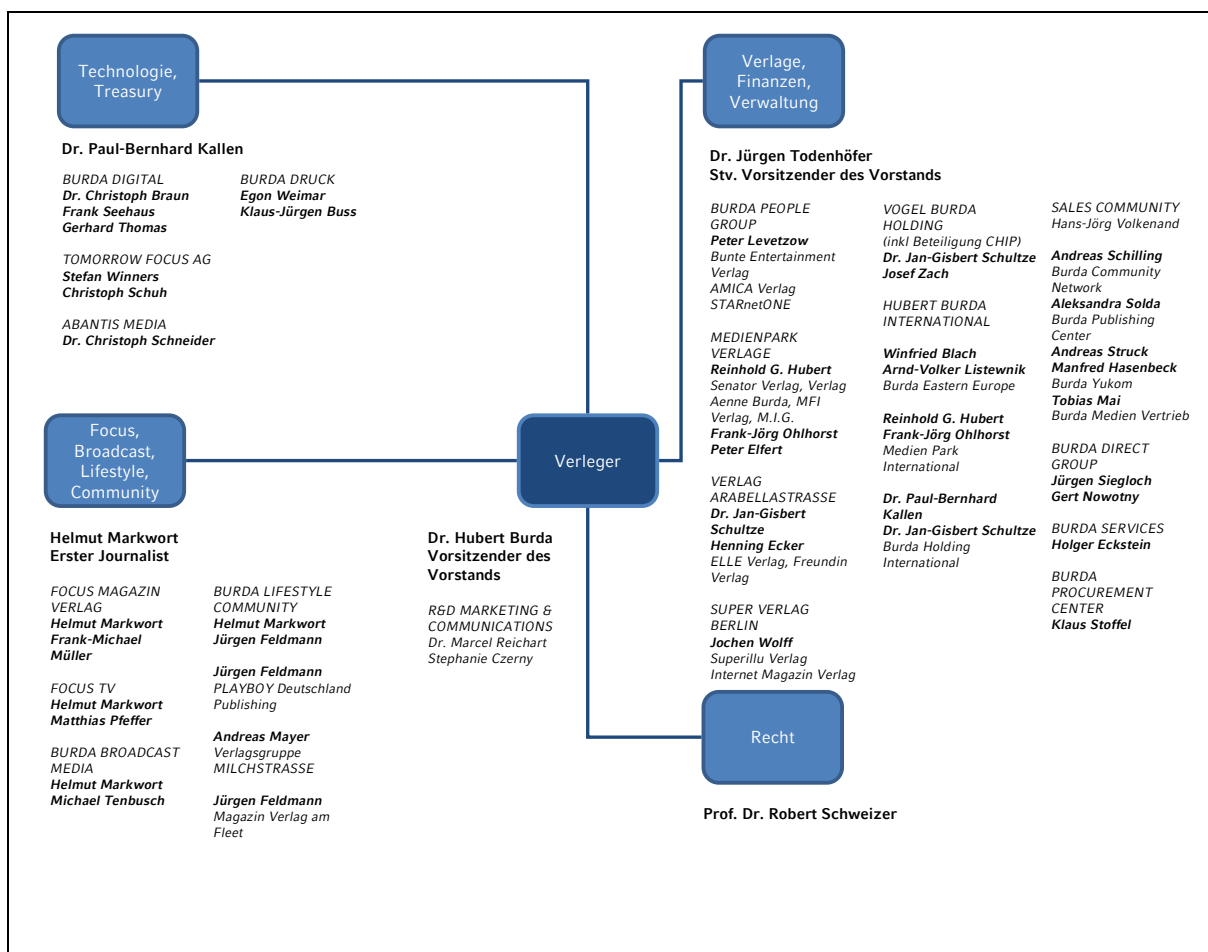 Technologie,
Treasury
Dr. Paul-Bernhard Kallen
BURDA DIGITAL
Dr. Christoph Braun
Frank Seehaus
Gerhard Thomas
TOMORROW FOCUS AG
Stefan Winners
Christoph Schuh
ABANTIS MEDIA
Dr. Christoph Schneider
BURDA DRUCK
Egon Weimar
Klaus-Jürgen Buss
Verlage,
Finanzen,
Verwaltung
Dr. Jürgen Todenhöfer
Stv. Vorsitzender des Vorstands
BURDA PEOPLE
GROUP
Peter Levetzow
Bunte Entertainment
Verlag
AMICA Verlag
STARnetONE
MEDIENPARK
VERLAGE
Reinhold G. Hubert
Senator Verlag, Verlag
Aenne Burda, MFI
Verlag, M.I.G.
Frank-Jörg Ohlhorst
Peter Elfert
VERLAG
ARABELLASTRASSE
Dr. Jan-Gisbert
Schultze
Henning Ecker
ELLE Verlag, Freundin
Verlag
SUPER VERLAG
BERLIN
Jochen Wolff
Superillu Verlag
Internet Magazin Verlag
VOGEL BURDA
HOLDING
(inkl Beteiligung CHIP)
Dr. Jan-Gisbert Schultze
Josef Zach
HUBERT BURDA
INTERNATIONAL
Winfried Blach
Arnd-Volker Listewnik
Burda Eastern Europe
Reinhold G. Hubert
Frank-Jörg Ohlhorst
Medien Park
International
Dr. Paul-Bernhard
Kallen
Dr. Jan-Gisbert Schultze
Burda Holding
International
SALES COMMUNITY
Hans-Jörg Volkenand
Andreas Schilling
Burda Community
Network
Aleksandra Solda
Burda Publishing
Center
Andreas Struck
Manfred Hasenbeck
Burda Yukom
Tobias Mai
Burda Medien Vertrieb
BURDA DIRECT
GROUP
Jürgen Siegloch
Gert Nowotny
BURDA SERVICES
Holger Eckstein
BURDA
PROCUREMENT
CENTER
Klaus Stoffel
Focus,
Broadcast,
Lifestyle,
Community
Helmut Markwort
Erster Journalist
FOCUS MAGAZIN
VERLAG
Helmut Markwort
Frank-Michael
Müller
FOCUS TV
Helmut Markwort
Matthias Pfeffer
BURDA BROADCAST
MEDIA
Helmut Markwort
Michael Tenbusch
BURDA LIFESTYLE
COMMUNITY
Helmut Markwort
Jürgen Feldmann
Jürgen Feldmann
PLAYBOY Deutschland
Publishing
Andreas Mayer
Verlagsgruppe
MILCHSTRASSE
Jürgen Feldmann
Magazin Verlag am
Fleet
Verleger
Dr. Hubert Burda
Vorsitzender des
Vorstands
R&D MARKETING &
COMMUNICATIONS
Dr. Marcel Reichart
Stephanie Czerny
Recht
Prof. Dr. Robert Schweizer